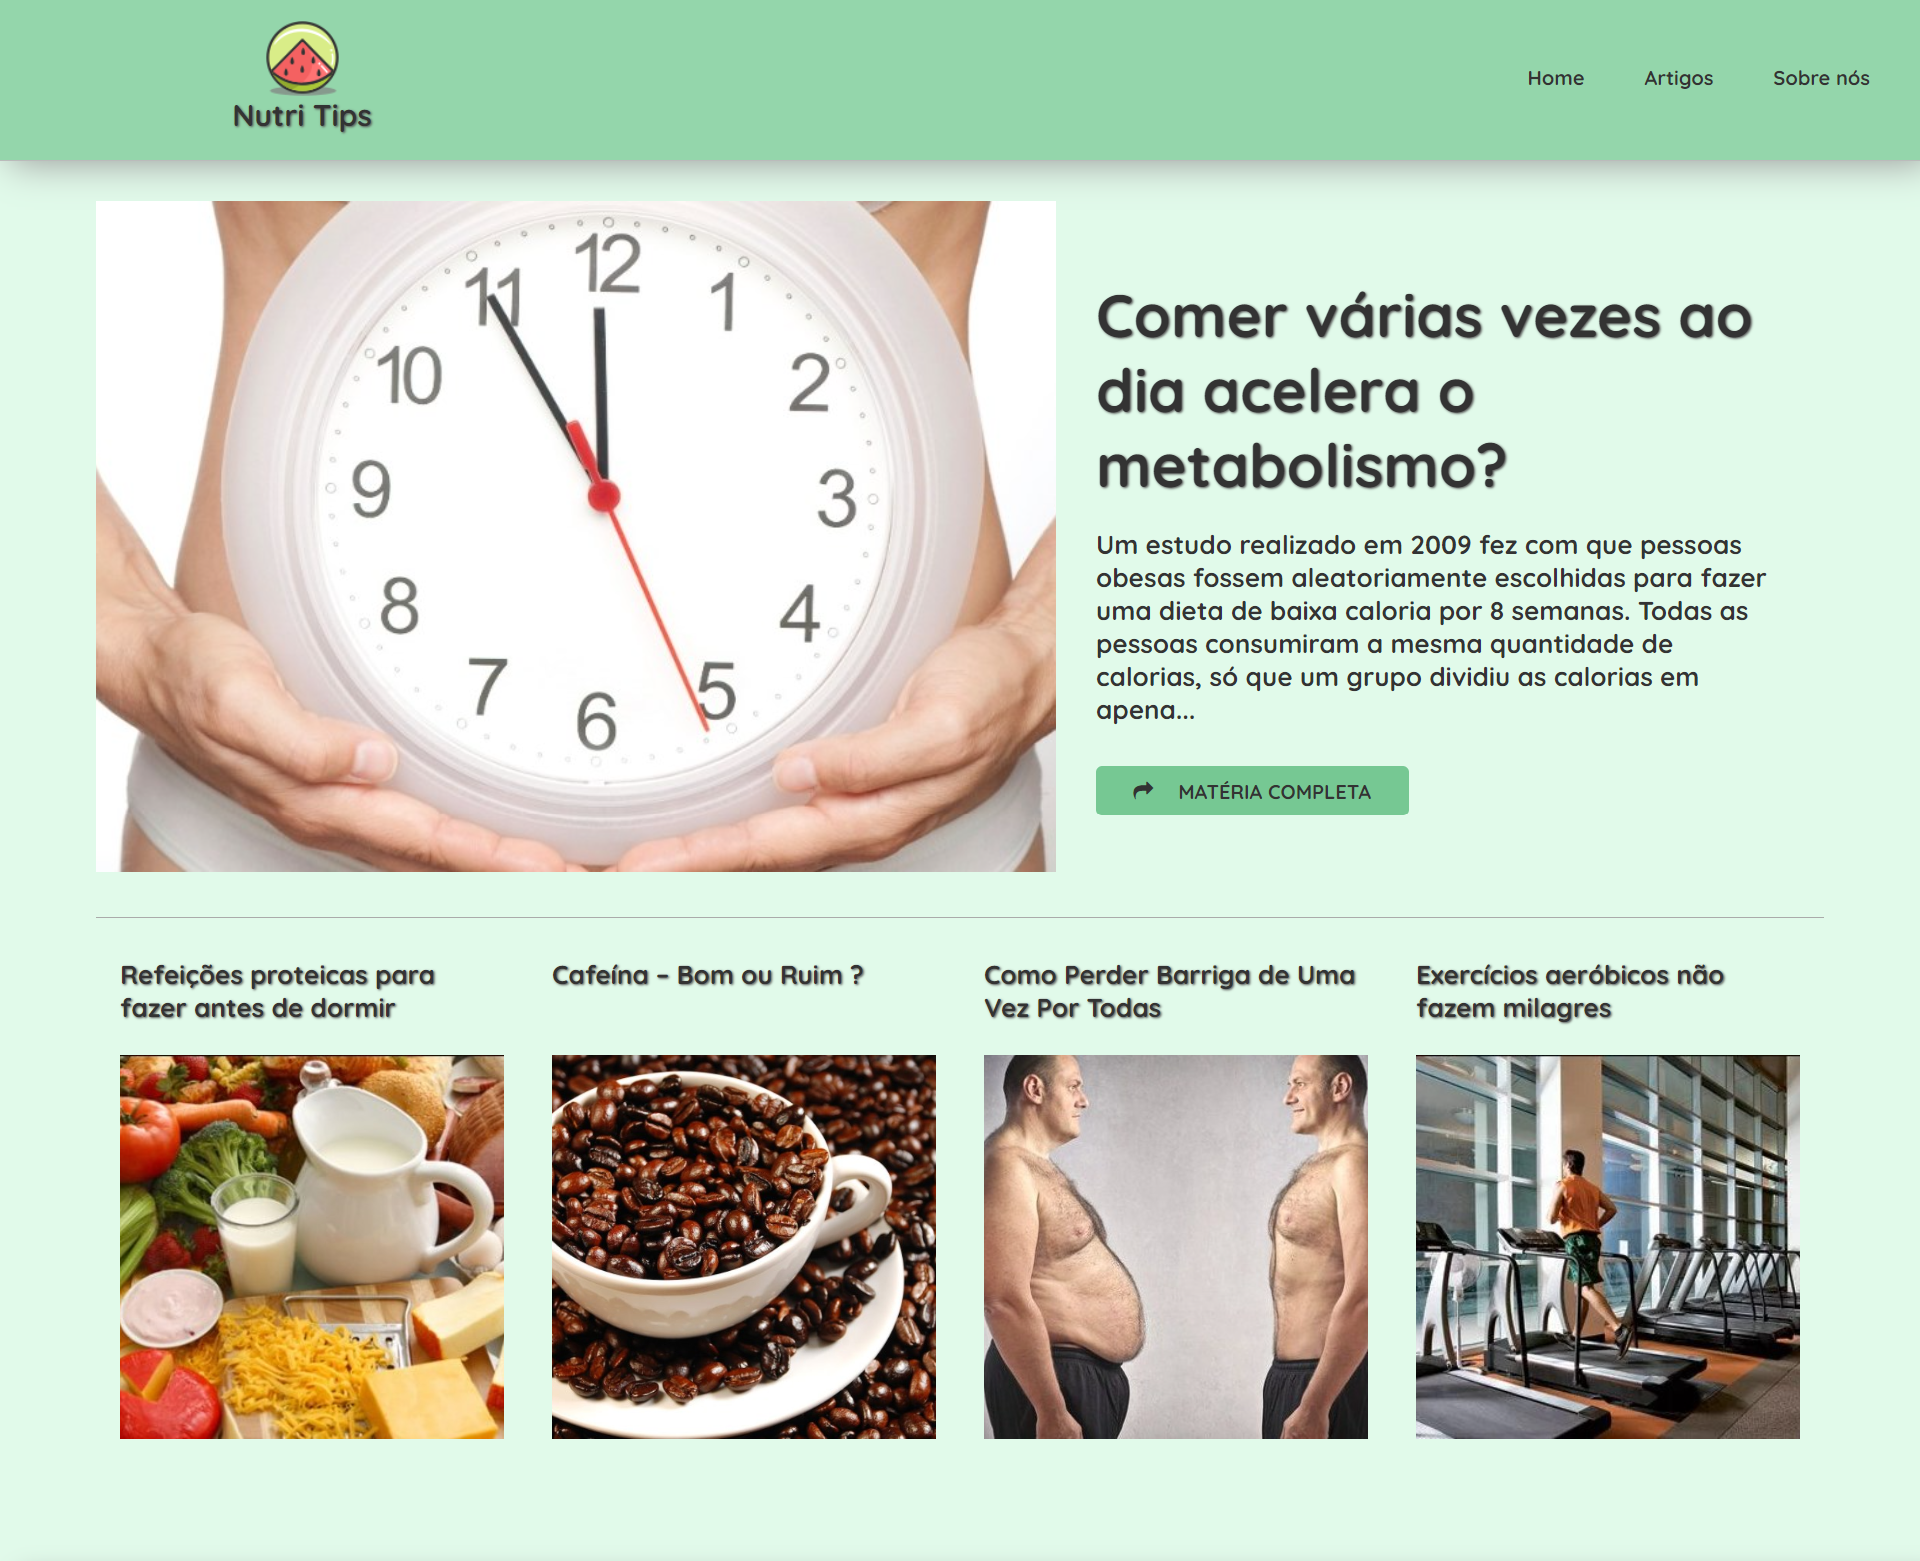 Nutri Tips
Home
Artigos
Sobre nós
12
11
1
10
2
9
3
8
4
7
5
6
Comer várias vezes ao
dia acelera o
metabolismo?
Um estudo realizado em 2009 fez com que pessoas
obesas fossem aleatoriamente escolhidas para fazer
uma dieta de baixa caloria por 8 semanas. Todas as
pessoas consumiram a mesma quantidade de
calorias, só que um grupo dividiu as calorias em
apena...
MATÉRIA COMPLETA
Refeições proteicas para
fazer antes de dormir
Cafeína – Bom ou Ruim ?
Como Perder Barriga de Uma
Vez Por Todas
Exercícios aeróbicos não
fazem milagres